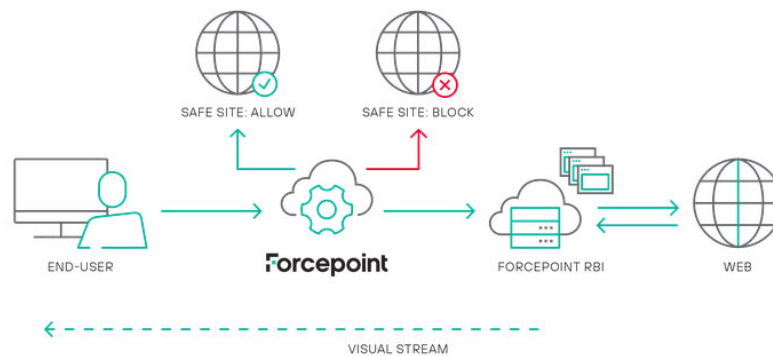 SAFE SITE: ALLOW
SAFE SITE: BLOCK
END-USER
Forcepoint
FORCEPOINT RBI
WEB
VISUAL STREAM